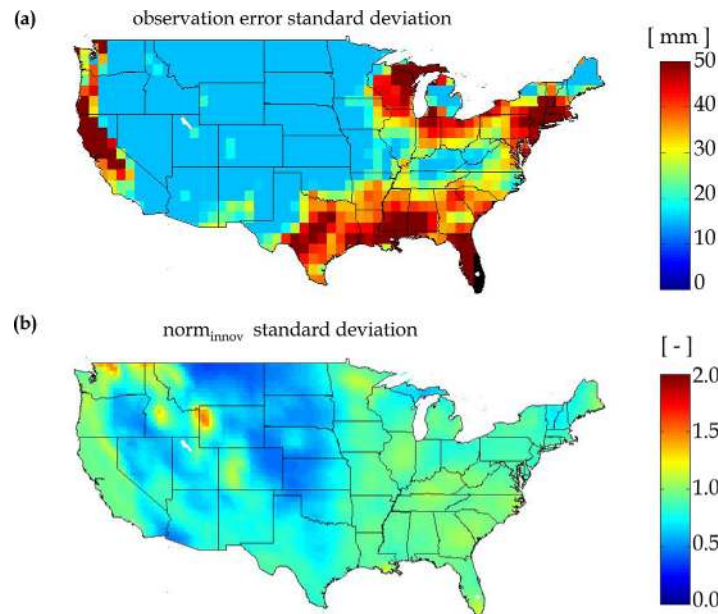 observation error standard deviation
(a)
[ mm ]
50
40
30
20
10
0
(b)
norminnov standard deviation
[ - ]
2.0
1.5
1.0
0.5
0.0